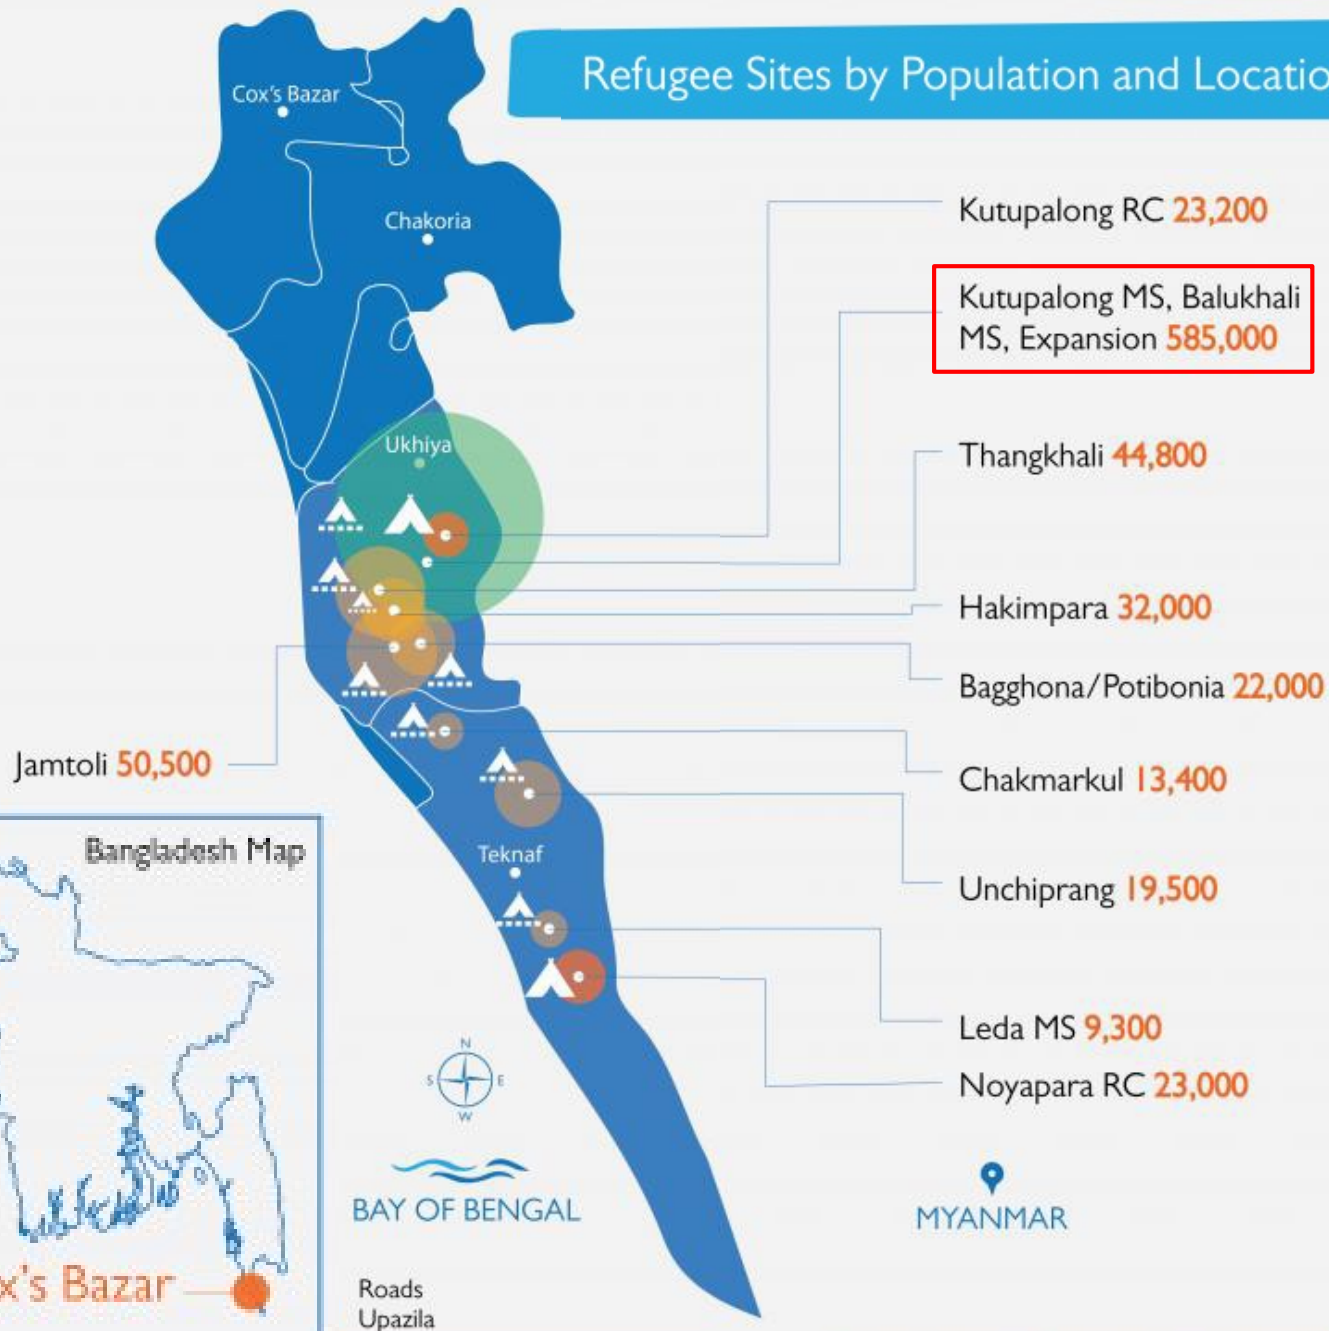 Refugee Sites by Population and Locatio
Cox's Bazar
Chakoria
Ukhiya
Teknaf
Kutupalong RC 23,200
Kutupalong MS, Balukhali
MS, Expansion 585,000
Thangkhali 44,800
Hakimpara 32,000
Bagghona/Potibonia 22,000
Chakmarkul 13,400
Unchiprang 19,500
Leda MS 9,300
Noyapara RC 23,000
Jamtoli 50,500
Bangladesh Map
x's Bazar
N
S E
W
BAY OF BENGAL
MYANMAR
Roads
Upazila